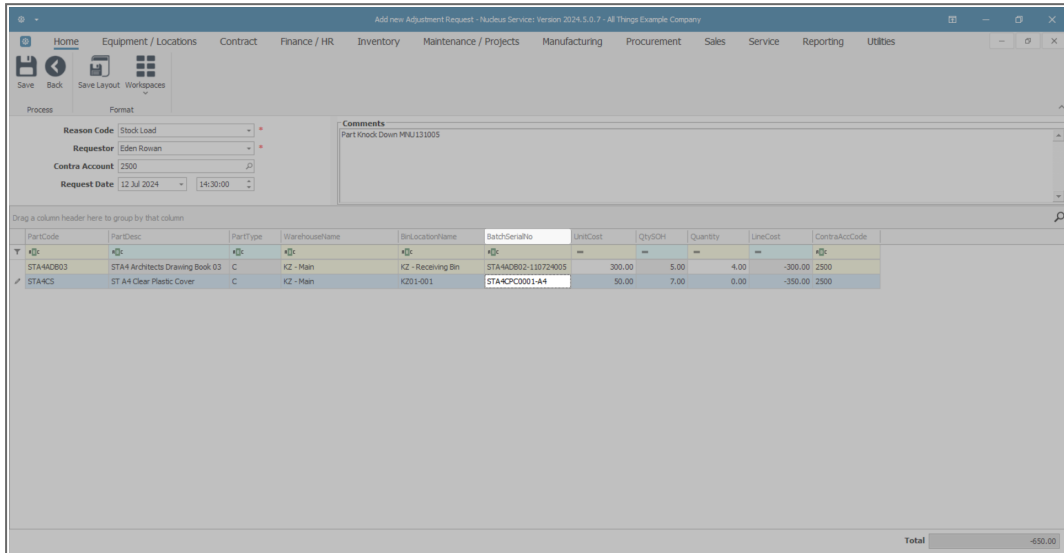 Add new Adjustment Request - Nucleus Service: Version 2024.5.0.7 - All Things Example Company
Home Equipment / Locations Contract Finance / HR Inventory Maintenance / Projects Manufacturing Procurement Sales Service Reporting Utilities
Save Back Save Layout Workspaces
Process Format
Reason Code Stock Load *
Requestor Eden Rowan *
Contra Account 2500
Request Date 12 Jul 2024 14:30:00
Comments
Part Knock Down MNU131005
Drag a column header here to group by that column
PartCode PartDesc PartType WarehouseName BinLocationName BatchSerialNo UnitCost QtySOH Quantity LineCost ContraAccCode
STA4ADB03 STA4 Architects Drawing Book 03 C KZ - Main KZ - Receiving Bin STA4ADB02-110724005 300.00 5.00 4.00 -300.00 2500
STA4CS ST A4 Clear Plastic Cover C KZ - Main KZ01-001 STA4CPC0001-A4 50.00 7.00 0.00 -350.00 2500
Total -650.00